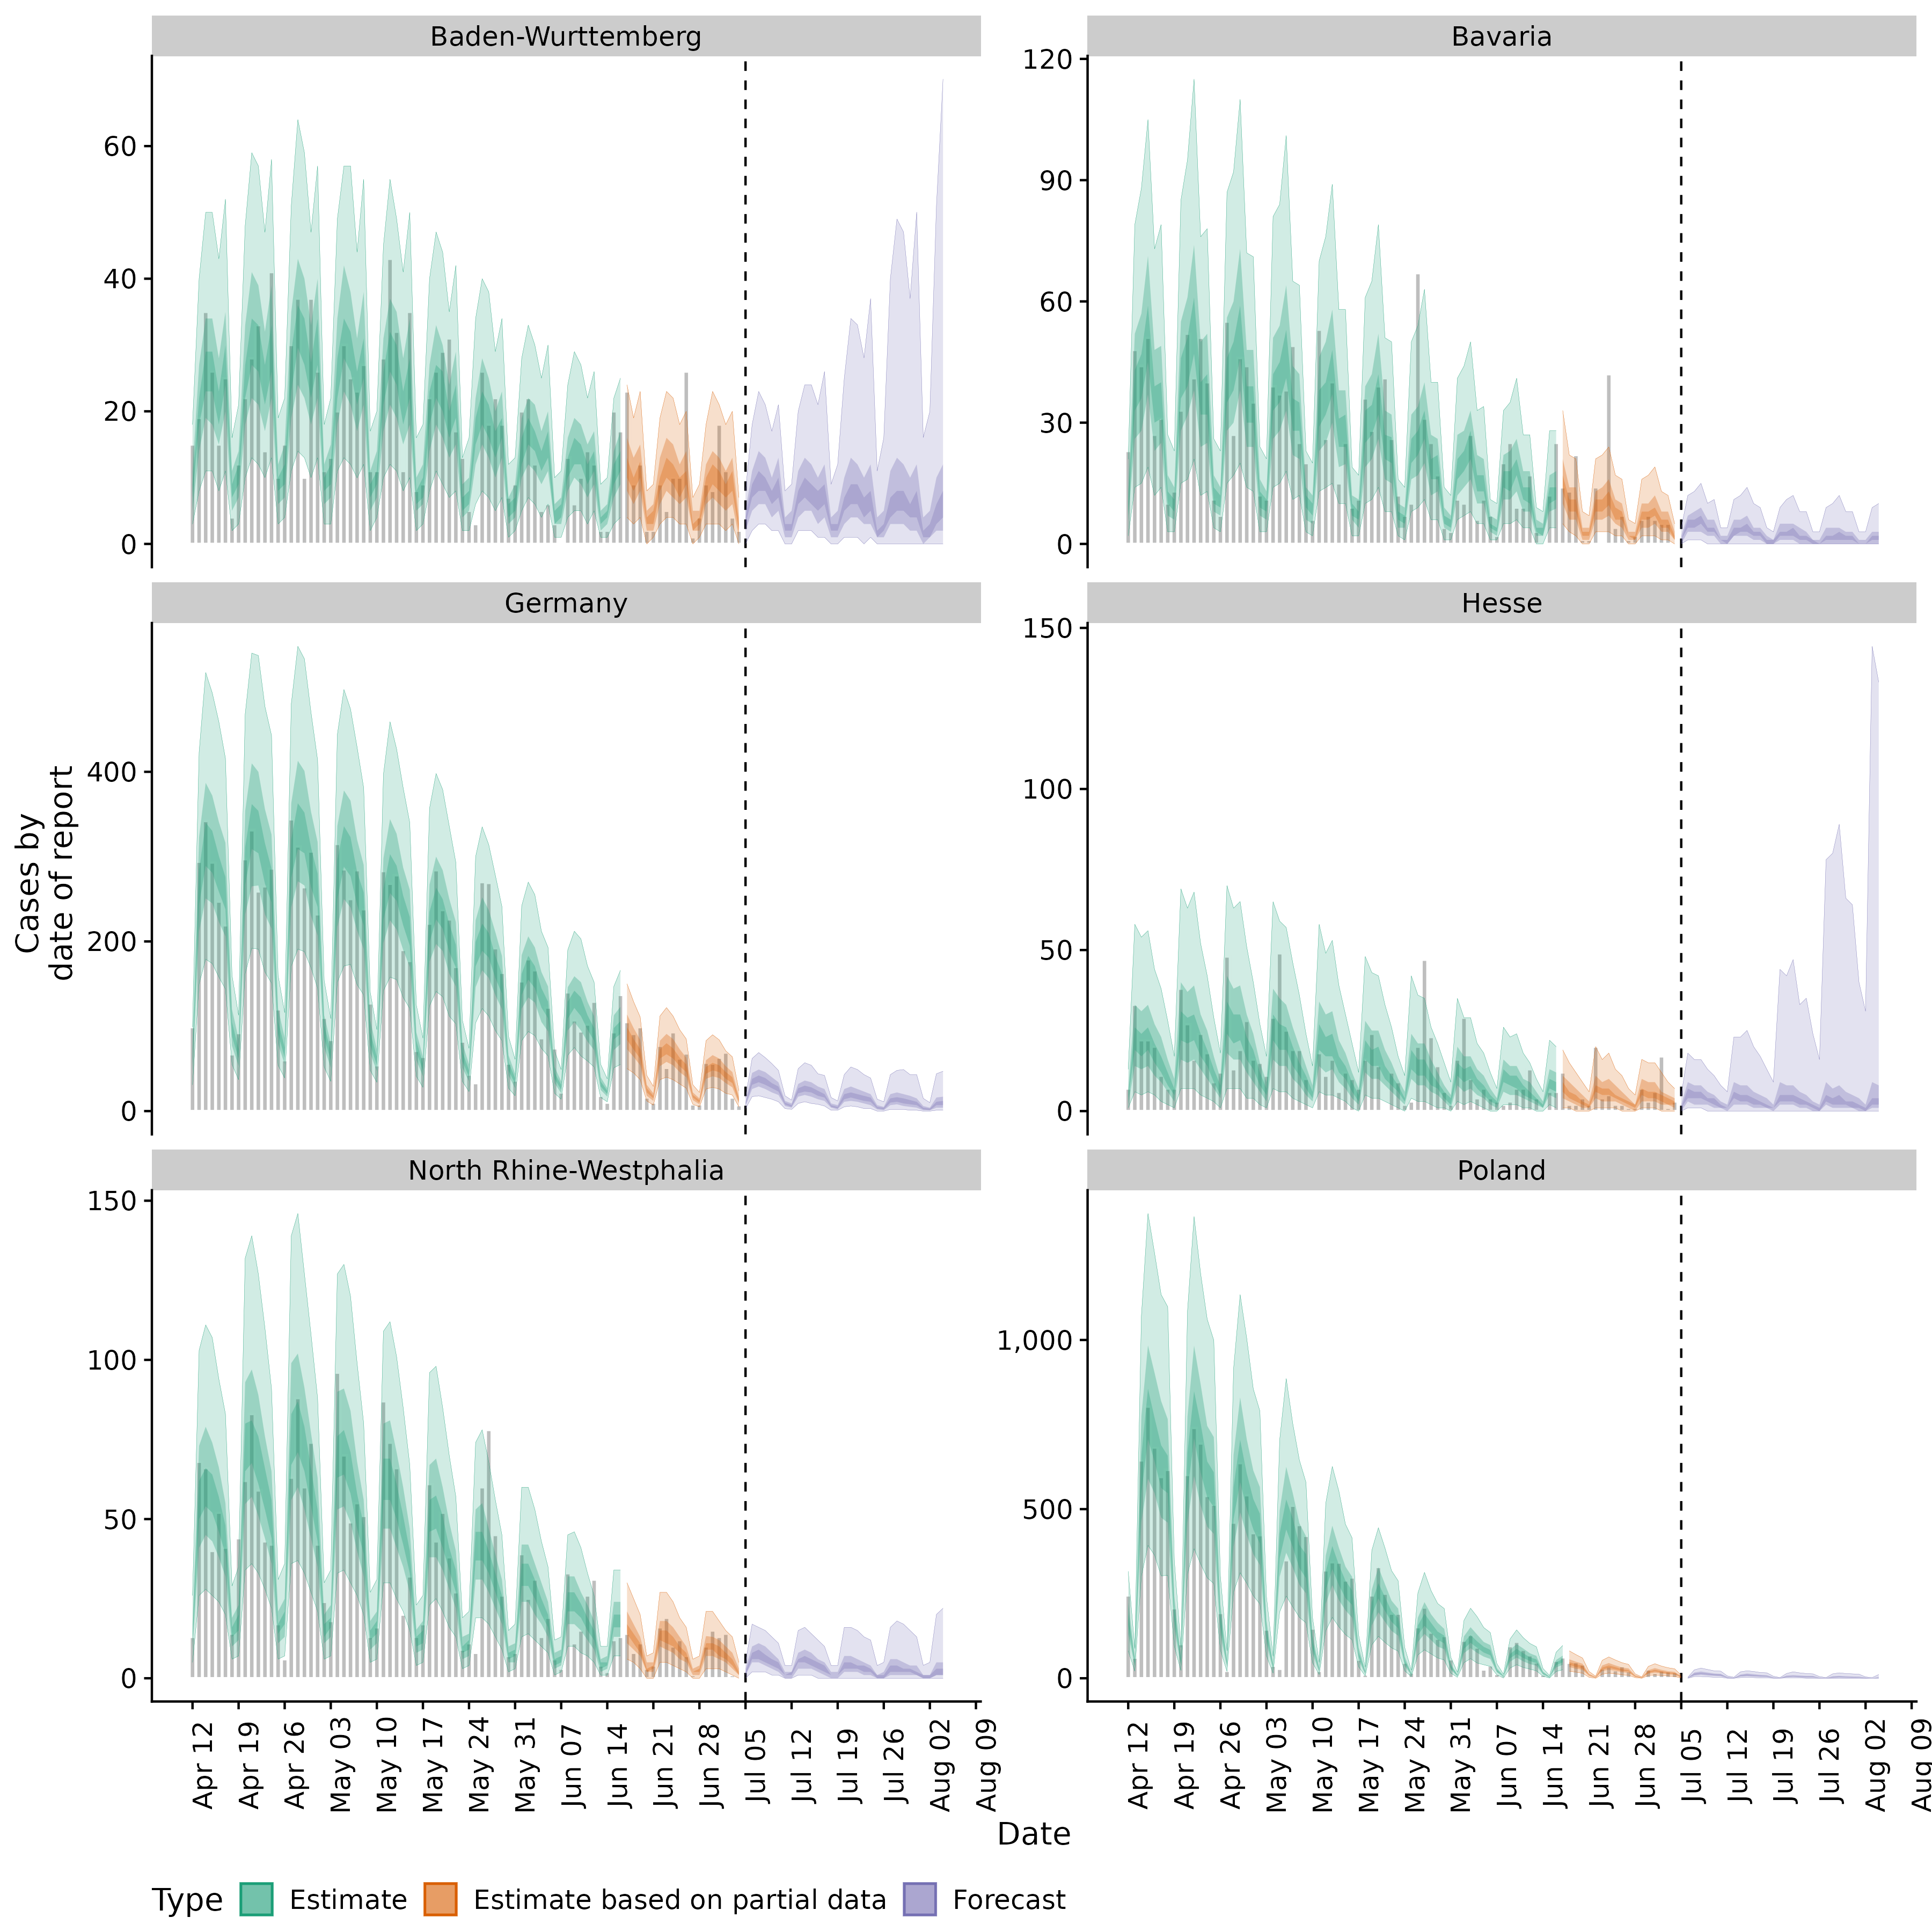 Baden-Wurttemberg
Bavaria
60
40
20
0
120
90
60
30
0
Germany
Hesse
400
200
0
150
100
50
0
North Rhine-Westphalia
Poland
150
100
50
0
1,000
500
0
Cases by
date of report
Apr 12
Apr 19
Apr 26
May 03
May 10
May 17
May 24
May 31
Jun 07
Jun 14
Jun 21
Jun 28
Jul 05
Jul 12
Jul 19
Jul 26
Aug 02
Aug 09
Apr 12
Apr 19
Apr 26
May 03
May 10
May 17
May 24
May 31
Jun 07
Jun 14
Jun 21
Jun 28
Jul 05
Jul 12
Jul 19
Jul 26
Aug 02
Aug 09
Date
Type Estimate Estimate based on partial data Forecast